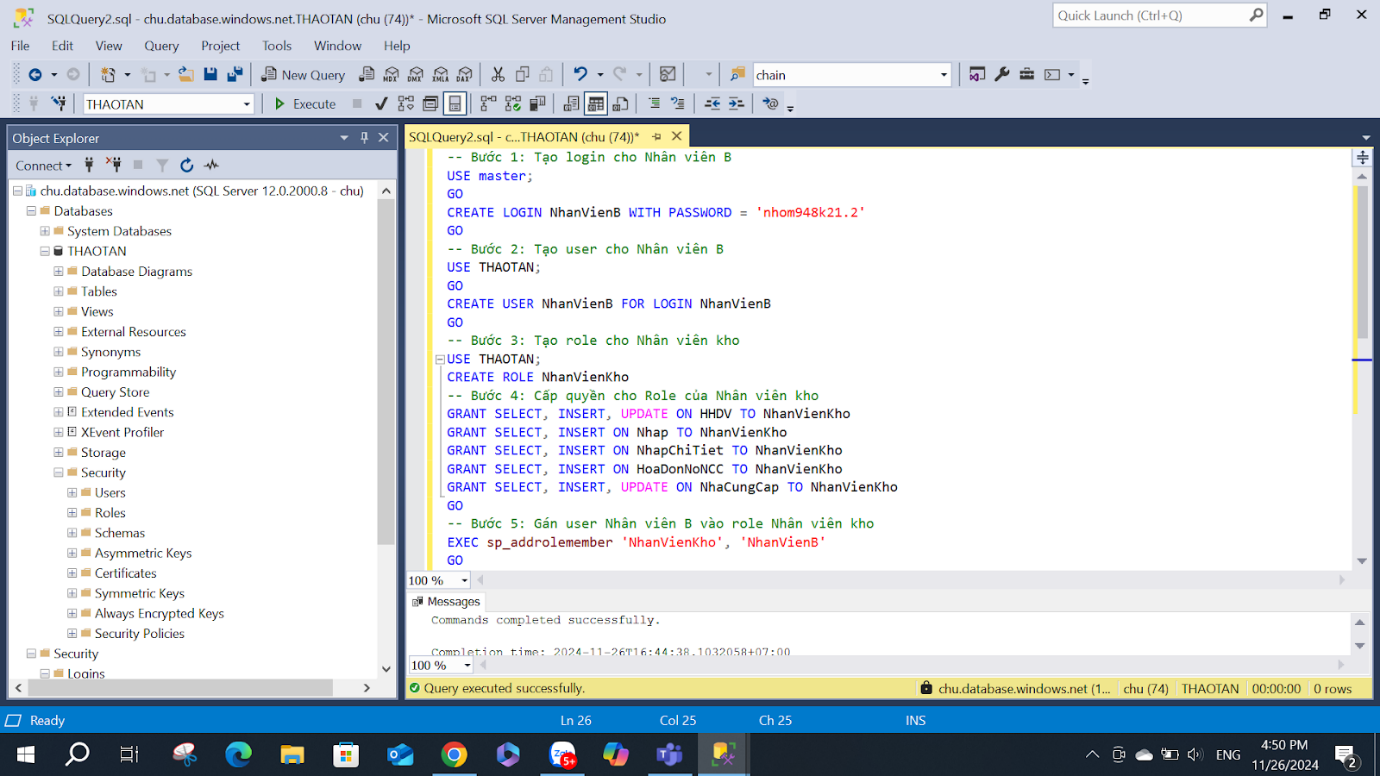 SQLQuery2.sql - chu.database.windows.net.THAOTAN (chu (74))* - Microsoft SQL Server Management Studio
Quick Launch (Ctrl+Q)
File Edit View Query Project Tools Window Help
New Query
MDX DMX XMLA DAX
chain
THAOTAN
Execute
Object Explorer
Connect
chu.database.windows.net (SQL Server 12.0.2000.8 - chu)
Databases
System Databases
THAOTAN
Database Diagrams
Tables
Views
External Resources
Synonyms
Programmability
Query Store
Extended Events
XEvent Profiler
Storage
Security
Users
Roles
Schemas
Asymmetric Keys
Certificates
Symmetric Keys
Always Encrypted Keys
Security Policies
Security
Logins
SQLQuery2.sql - c...THAOTAN (chu (74))*
-- Bước 1: Tạo login cho Nhân viên B
USE master;
GO
CREATE LOGIN NhanVienB WITH PASSWORD = 'nhom948k21.2'
GO
-- Bước 2: Tạo user cho Nhân viên B
USE THAOTAN;
GO
CREATE USER NhanVienB FOR LOGIN NhanVienB
GO
-- Bước 3: Tạo role cho Nhân viên kho
USE THAOTAN;
CREATE ROLE NhanVienKho
-- Bước 4: Cấp quyền cho Role của Nhân viên kho
GRANT SELECT, INSERT, UPDATE ON HHDV TO NhanVienKho
GRANT SELECT, INSERT ON Nhap TO NhanVienKho
GRANT SELECT, INSERT ON NhapChiTiet TO NhanVienKho
GRANT SELECT, INSERT ON HoaDonNoNCC TO NhanVienKho
GRANT SELECT, INSERT, UPDATE ON NhaCungCap TO NhanVienKho
GO
-- Bước 5: Gán user Nhân viên B vào role Nhân viên kho
EXEC sp_addrolemember 'NhanVienKho', 'NhanVienB'
GO
100 %
Messages
Commands completed successfully.
Completion time: 2024-11-26T16:44:38.1032058+07:00
100 %
Query executed successfully.
chu.database.windows.net (1... chu (74) THAOTAN 00:00:00 0 rows
Ready
Ln 26 Col 25 Ch 25 INS
Zalo 5+
ENG
4:50 PM
11/26/2024
2